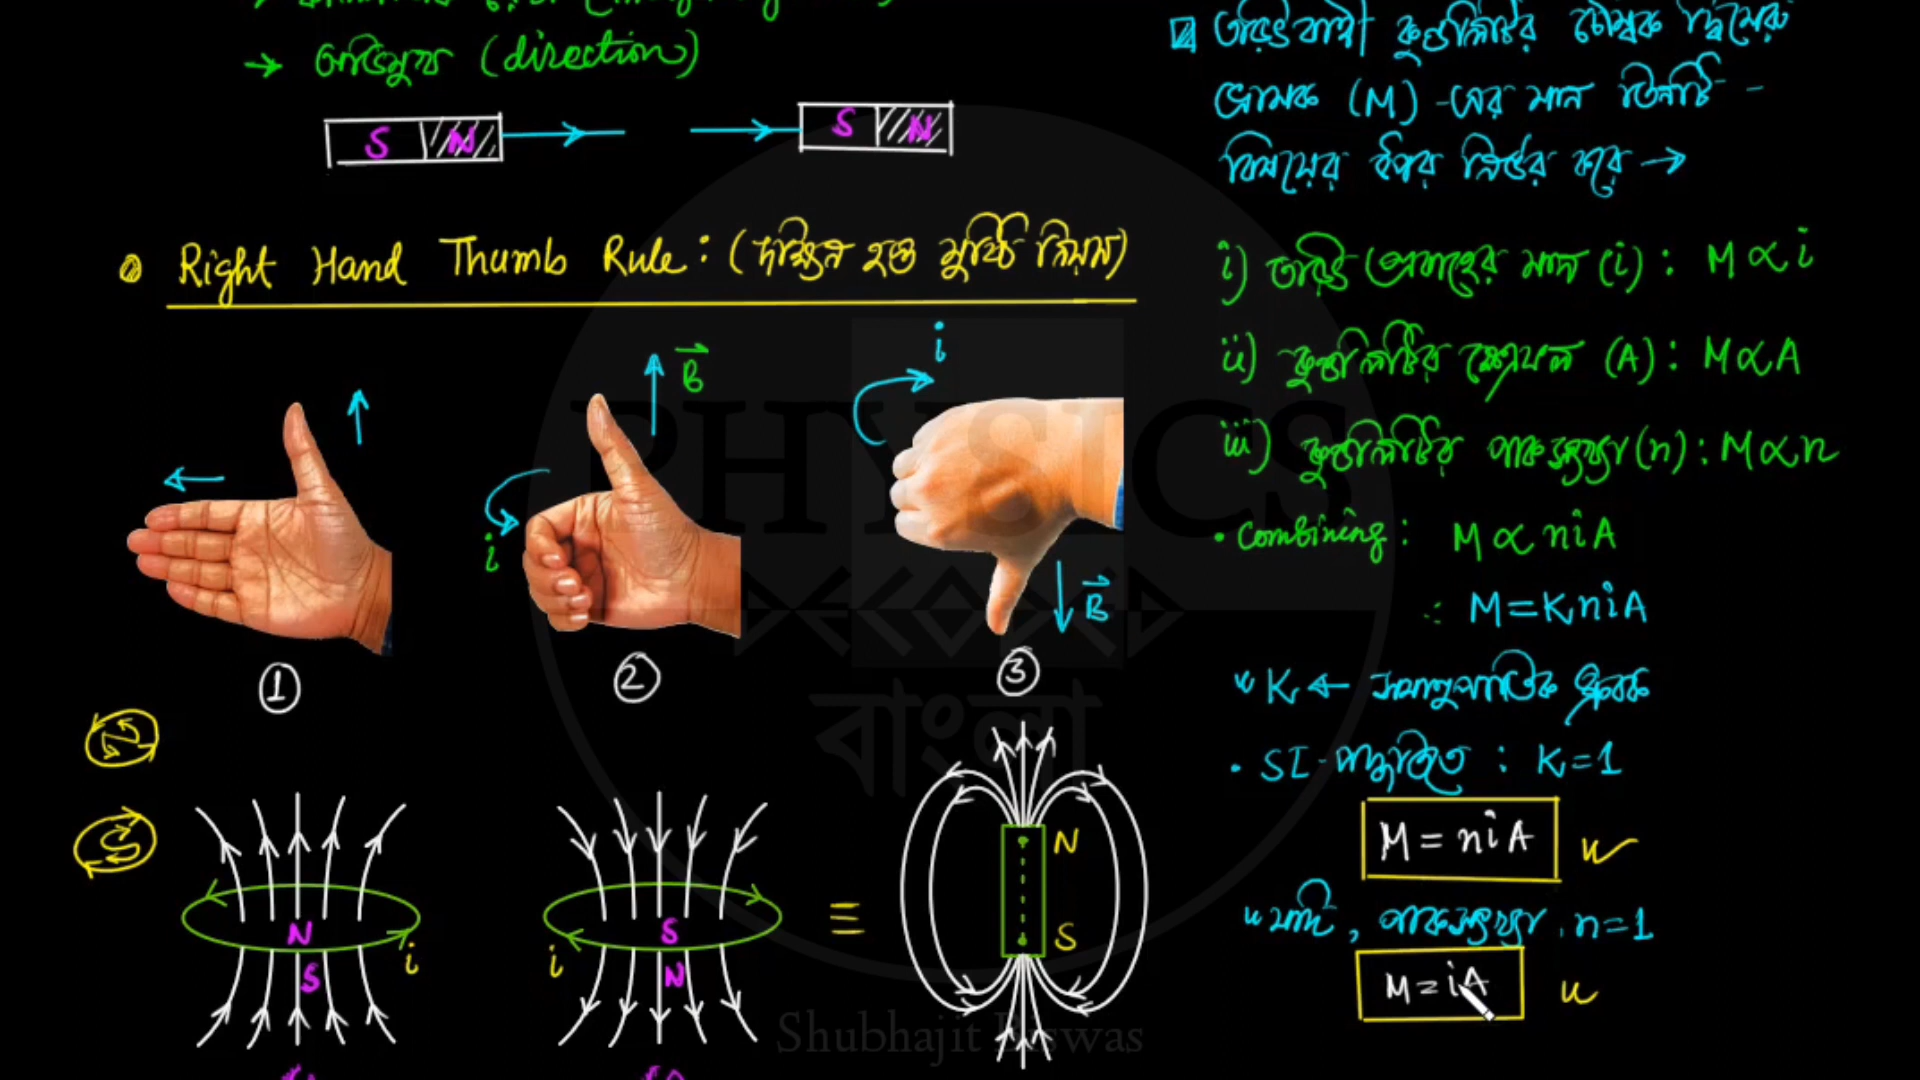 → অভিমুখ (direction)
S N
S N
Right Hand Thumb Rule: (দক্ষিণ হস্ত মুষ্টি নিয়ম)
i
B
i
B
1
2
3
N
S
i
S
N
i
≡
N
S
তড়িৎবাহী কুণ্ডলিটির চৌম্বক দ্বিমেরু
ভ্রামক (M) -এর মান তিনটি -
বিষয়ের উপর নির্ভর করে →
i) তড়িৎ প্রবাহের মান (i) : M ∝ i
ii) কুণ্ডলিটির ক্ষেত্রফল (A) : M ∝ A
iii) কুণ্ডলিটির পাকসংখ্যা (n) : M ∝ n
• Combining : M ∝ niA
∴ M = KniA
K ← সমানুপাতিক ধ্রুবক
• SI-পদ্ধতিতে : K = 1
M = niA
যদি, পাকসংখ্যা, n = 1
M = iA
PHYSICS
DECODED
বাংলা
Shubhajit Biswas